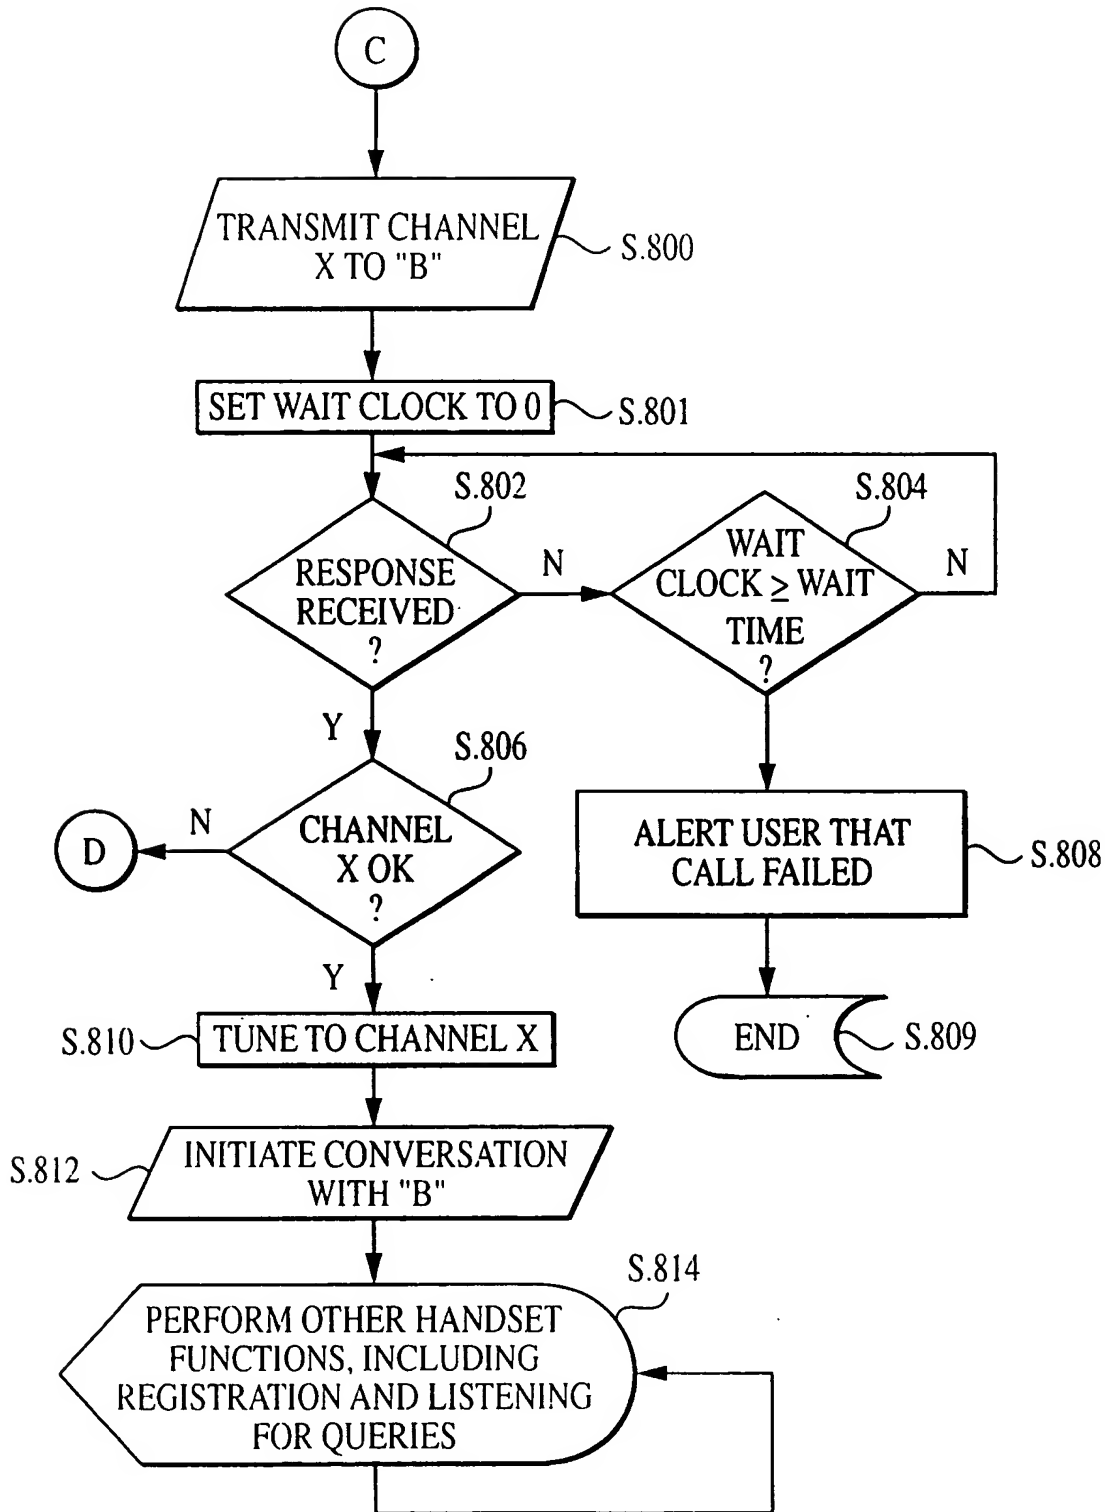 C
TRANSMIT CHANNEL
X TO "B"
S.800
SET WAIT CLOCK TO 0
S.801
S.802
RESPONSE
RECEIVED
?
N
Y
S.804
WAIT
CLOCK ≥ WAIT
TIME
?
N
S.806
CHANNEL
X OK
?
N
D
Y
ALERT USER THAT
CALL FAILED
S.808
END
S.809
S.810
TUNE TO CHANNEL X
S.812
INITIATE CONVERSATION
WITH "B"
S.814
PERFORM OTHER HANDSET
FUNCTIONS, INCLUDING
REGISTRATION AND LISTENING
FOR QUERIES